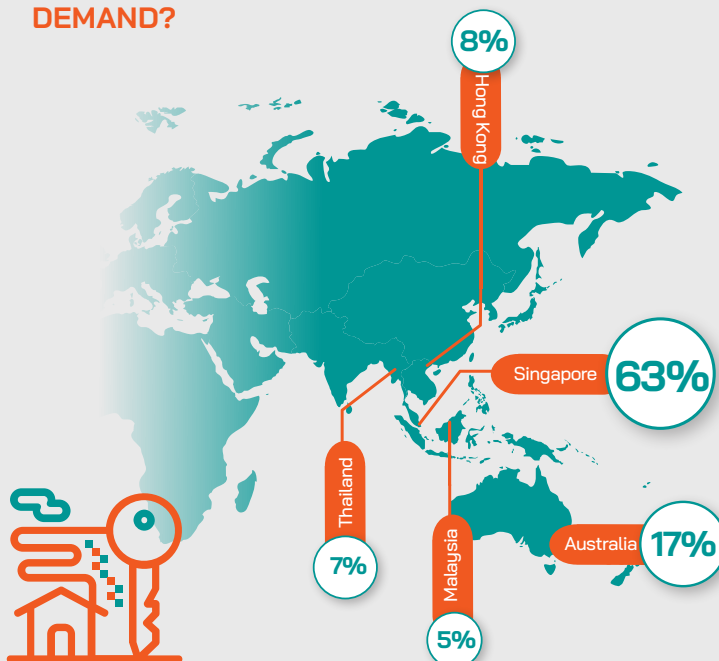 DEMAND?
8%
Hong Kong
Singapore
63%
Thailand
7%
Malaysia
5%
Australia
17%